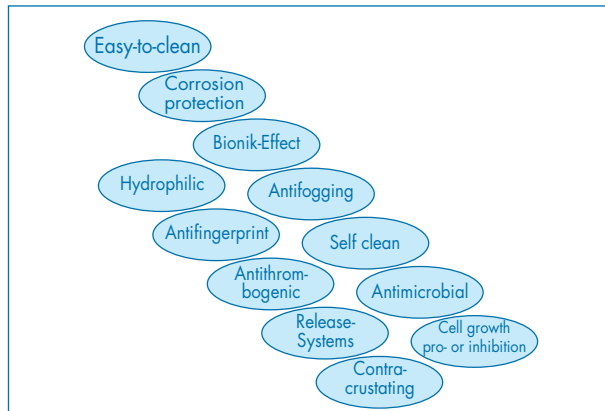 Easy-to-clean
Corrosion
protection
Bionik-Effect
Hydrophilic
Antifogging
Antifingerprint
Self clean
Antithrom-
bogenic
Antimicrobial
Release-
Systems
Cell growth
pro- or inhibition
Contra-
crustating